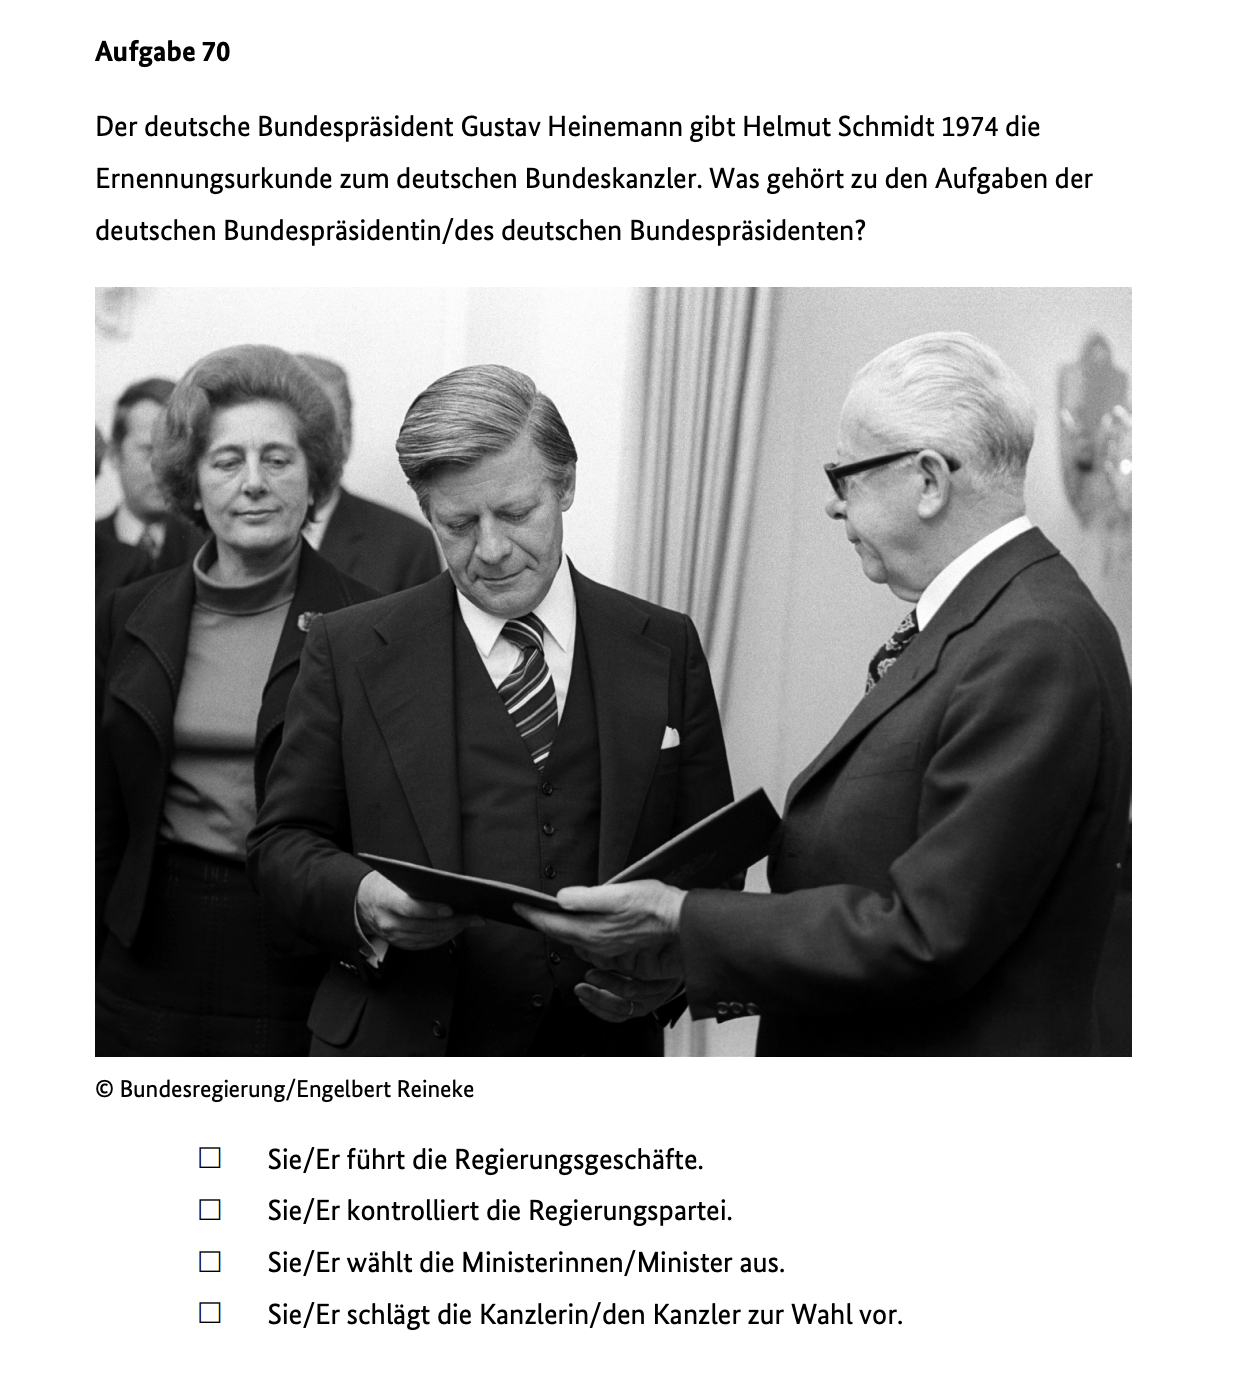 Aufgabe 70
Der deutsche Bundespräsident Gustav Heinemann gibt Helmut Schmidt 1974 die
Ernennungsurkunde zum deutschen Bundeskanzler. Was gehört zu den Aufgaben der
deutschen Bundespräsidentin/des deutschen Bundespräsidenten?
© Bundesregierung/Engelbert Reineke
☐ Sie/Er führt die Regierungsgeschäfte.
☐ Sie/Er kontrolliert die Regierungspartei.
☐ Sie/Er wählt die Ministerinnen/Minister aus.
☐ Sie/Er schlägt die Kanzlerin/den Kanzler zur Wahl vor.